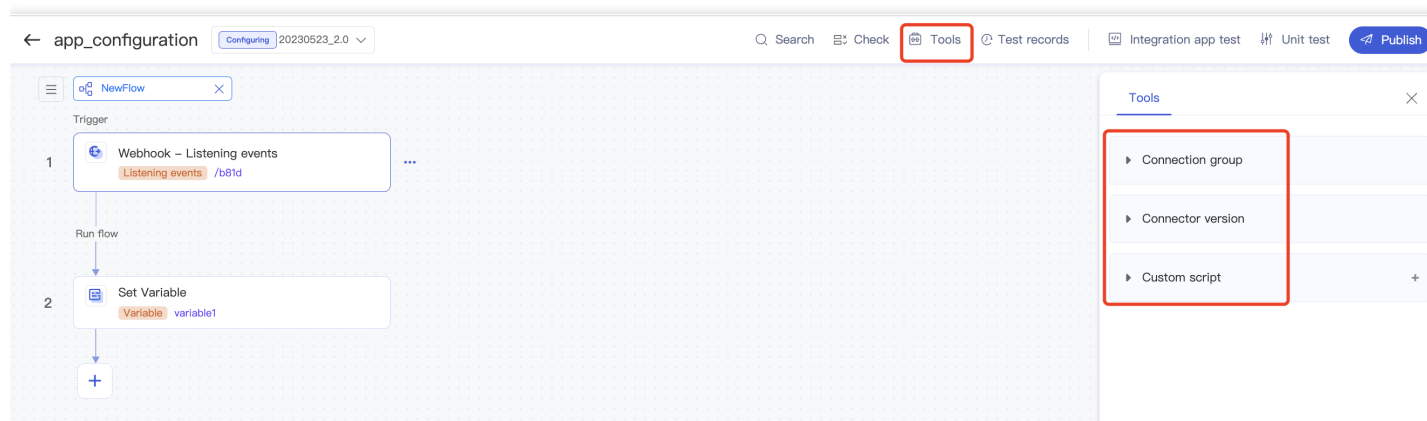 app_configuration Configuring 20230523_2.0 Search Check Tools Test records Integration app test Unit test Publish
NewFlow
Tools
Trigger
1 Webhook – Listening events
Listening events /b81d
Connection group
Connector version
Run flow
Custom script
2 Set Variable
Variable variable1